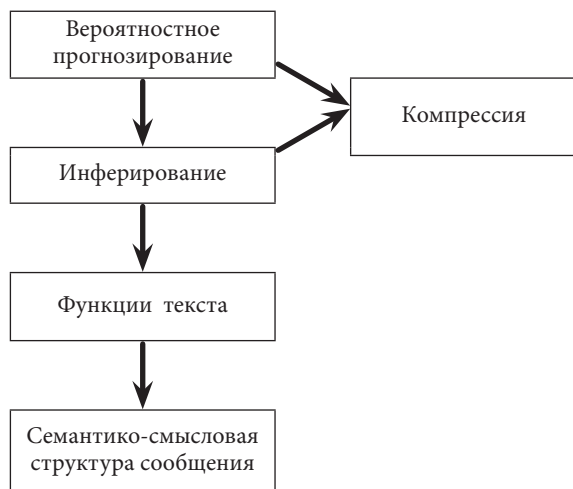 Вероятностное
прогнозирование
Компрессия
Инферирование
Функции текста
Семантико-смысловая
структура сообщения